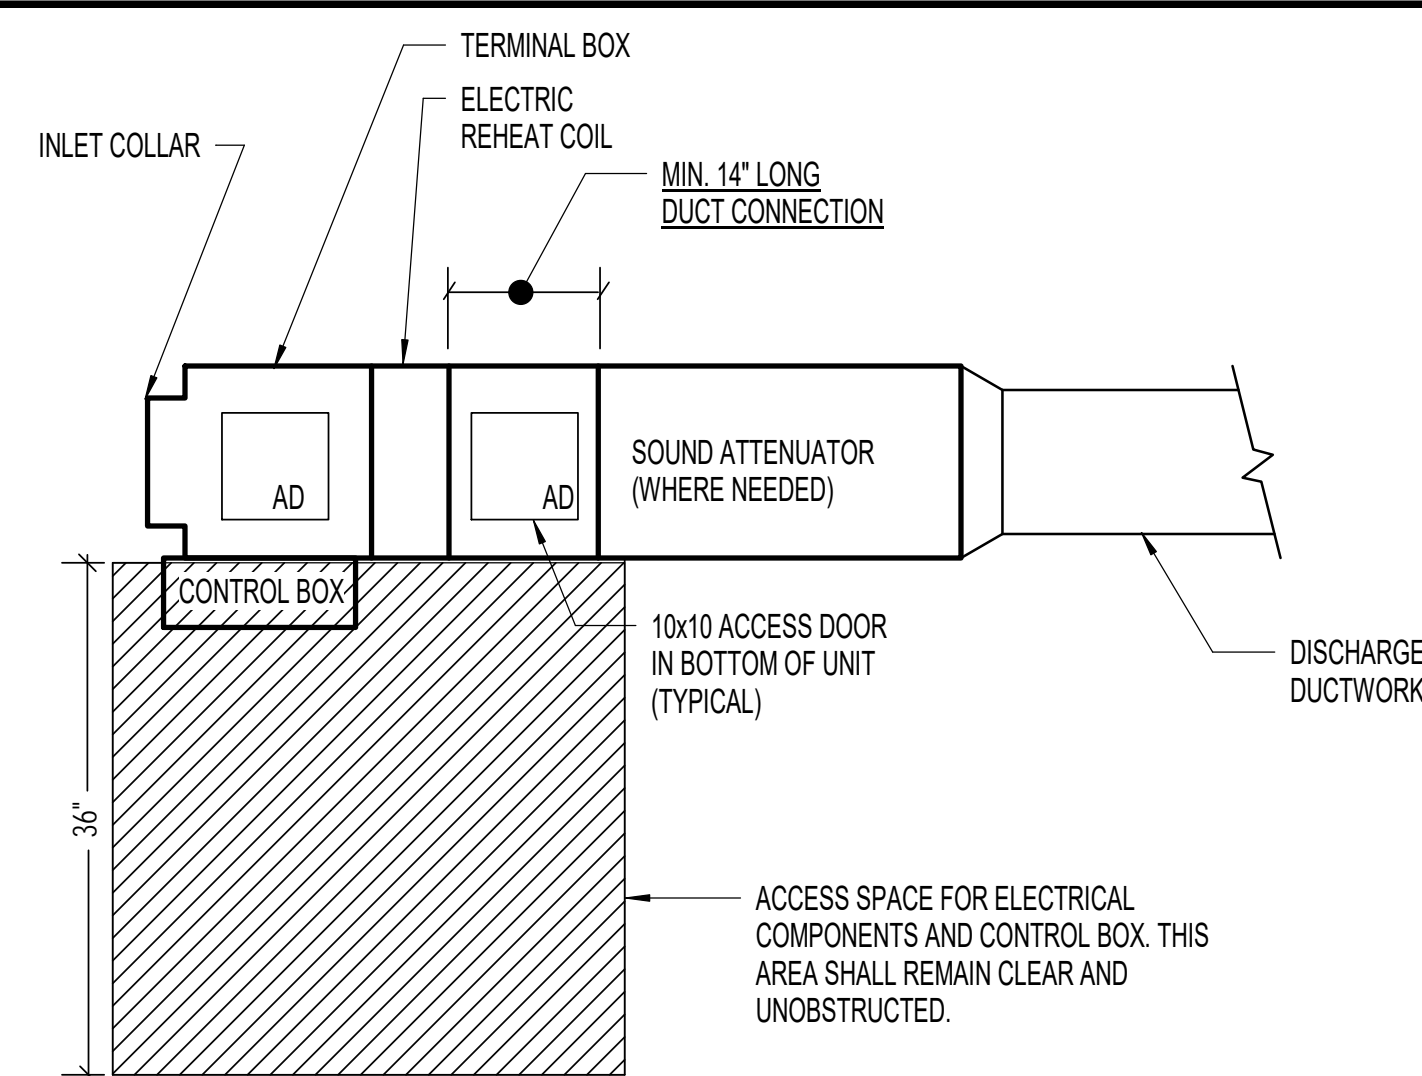 TERMINAL BOX
ELECTRIC
REHEAT COIL
INLET COLLAR
MIN. 14" LONG
DUCT CONNECTION
SOUND ATTENUATOR
(WHERE NEEDED)
AD
AD
CONTROL BOX
10x10 ACCESS DOOR
IN BOTTOM OF UNIT
(TYPICAL)
DISCHARGE
DUCTWORK
36"
ACCESS SPACE FOR ELECTRICAL
COMPONENTS AND CONTROL BOX. THIS
AREA SHALL REMAIN CLEAR AND
UNOBSTRUCTED.